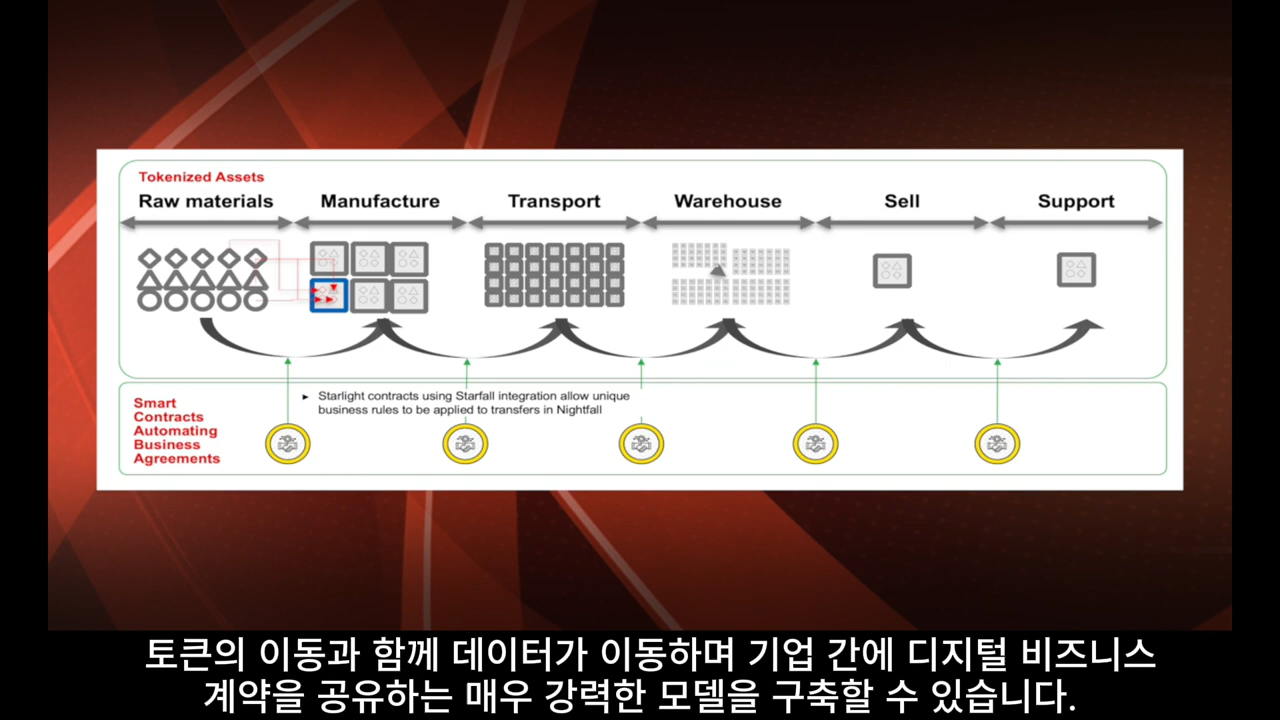 Tokenized Assets
Raw materials Manufacture Transport Warehouse Sell Support
Smart
Contracts
Automating
Business
Agreements
► Starlight contracts using Starfall integration allow unique
business rules to be applied to transfers in Nightfall
토큰의 이동과 함께 데이터가 이동하며 기업 간에 디지털 비즈니스
계약을 공유하는 매우 강력한 모델을 구축할 수 있습니다.